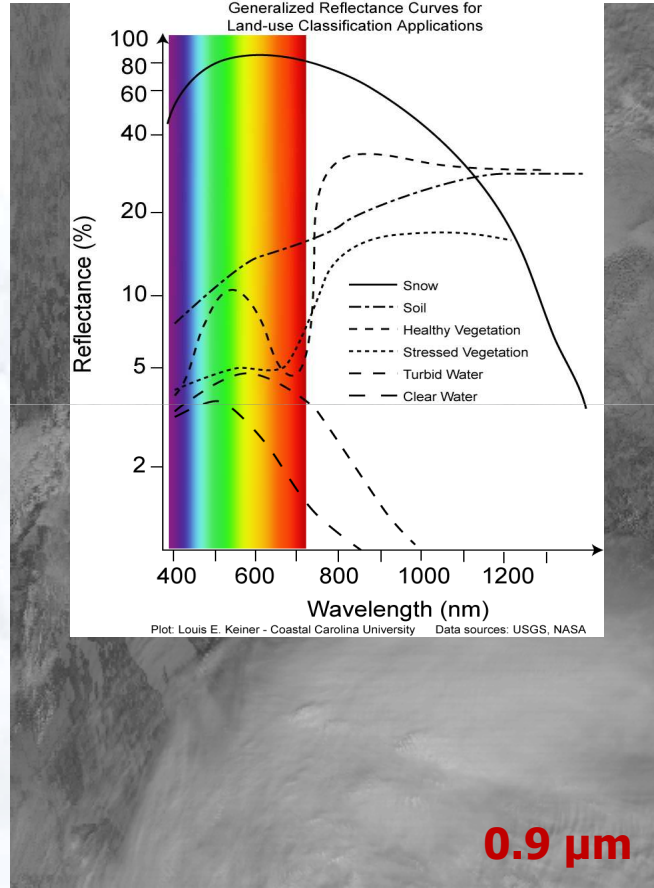 Generalized Reflectance Curves for
Land-use Classification Applications
100
80
60
40
20
10
5
2
Reflectance (%)
Snow
Soil
Healthy Vegetation
Stressed Vegetation
Turbid Water
Clear Water
400 600 800 1000 1200
Wavelength (nm)
Plot: Louis E. Keiner - Coastal Carolina University Data sources: USGS, NASA
0.9 µm